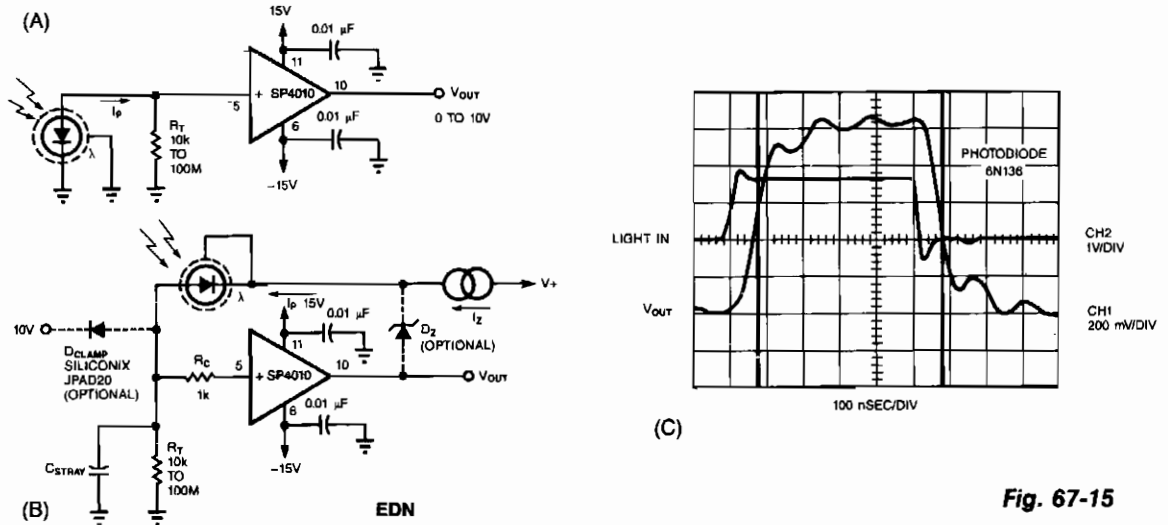 (A)
15V
0.01 µF
11
Ip
5
+
SP4010
10
VOUT
0 TO 10V
λ
RT
10k
TO
100M
6
0.01 µF
−15V
λ
Ip
15V
0.01 µF
V+
IZ
10V
DCLAMP
SILICONIX
JPAD20
(OPTIONAL)
RC
1k
5
+
SP4010
11
10
DZ
(OPTIONAL)
VOUT
0.01 µF
−15V
CSTRAY
RT
10k
TO
100M
(B)
EDN
PHOTODIODE
6N136
LIGHT IN
CH2
1V/DIV
VOUT
CH1
200 mV/DIV
100 nSEC/DIV
(C)
Fig. 67-15